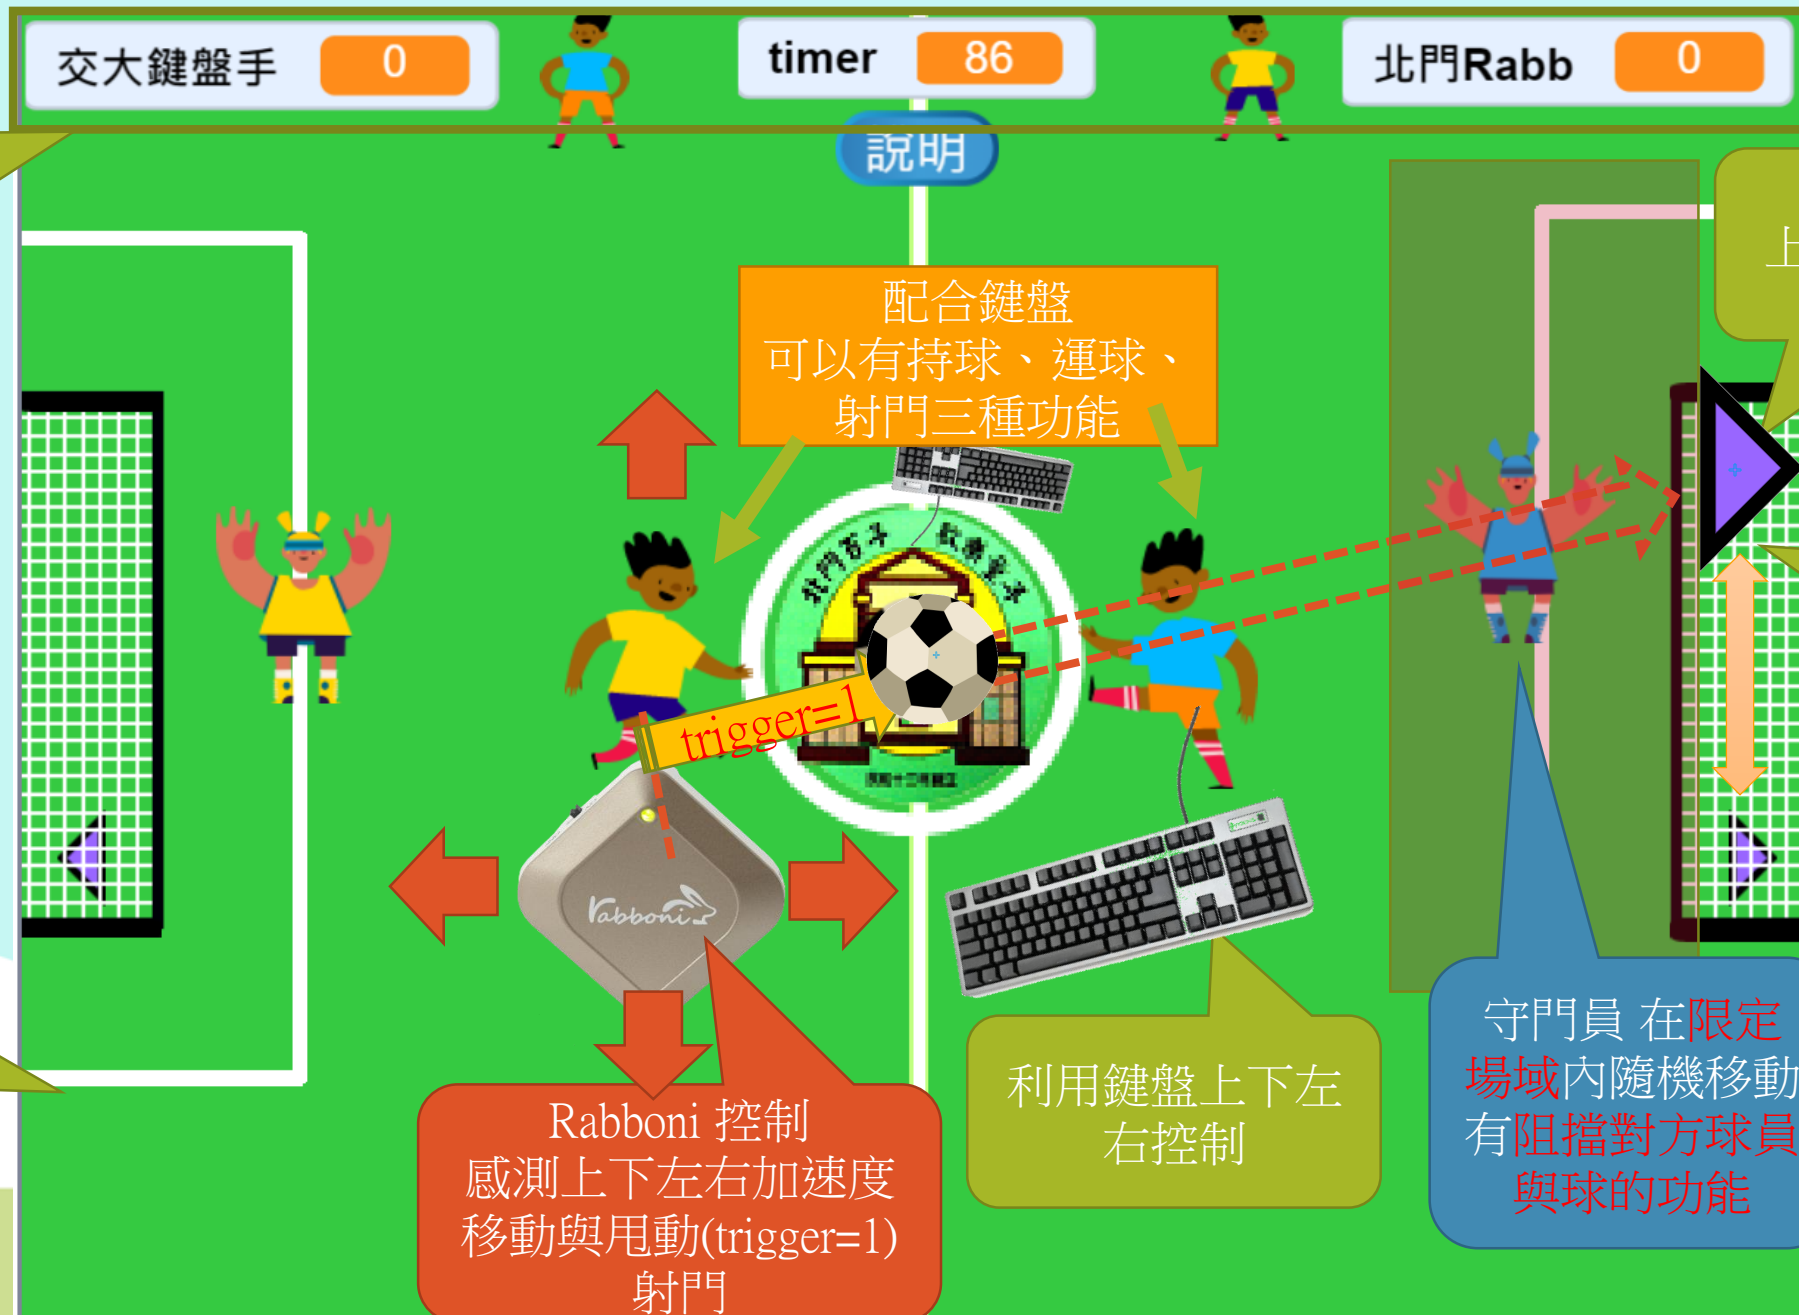 交大鍵盤手 0
timer 86
北門Rabb 0
說明
上
配合鍵盤
可以有持球、運球、
射門三種功能
trigger=1
rabboni
Rabboni 控制
感測上下左右加速度
移動與甩動(trigger=1)
射門
利用鍵盤上下左
右控制
守門員 在限定
場域內隨機移動
有阻擋對方球員
與球的功能